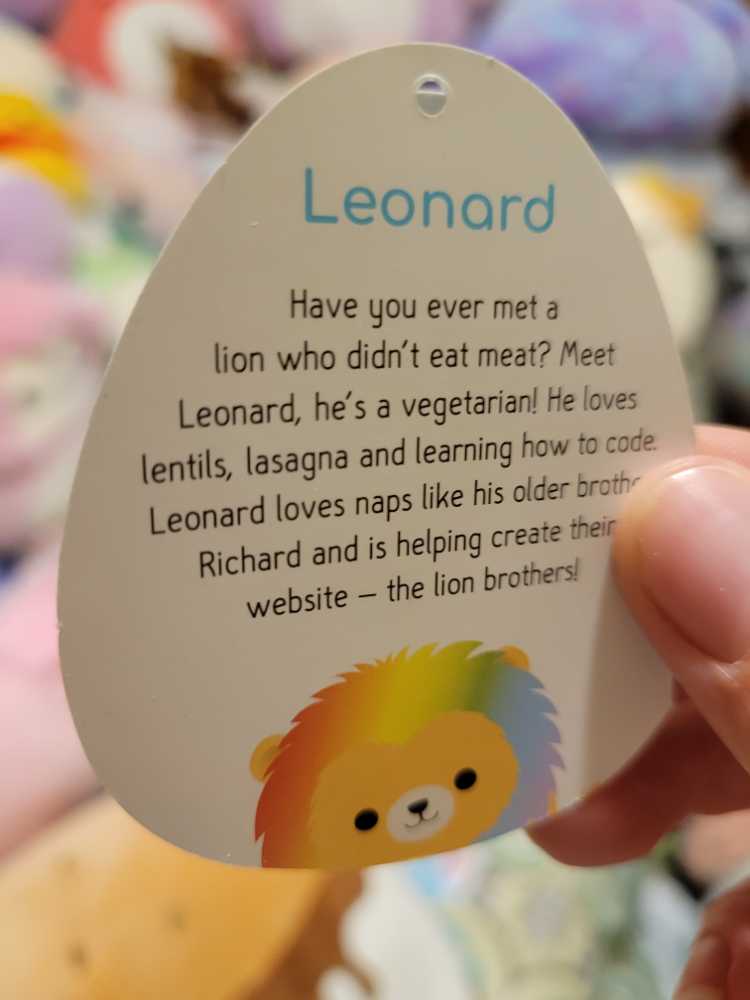 Leonard
Have you ever met a
lion who didn't eat meat? Meet
Leonard, he's a vegetarian! He loves
lentils, lasagna and learning how to code.
Leonard loves naps like his older
Richard and is helping create their
website – the lion brothers!